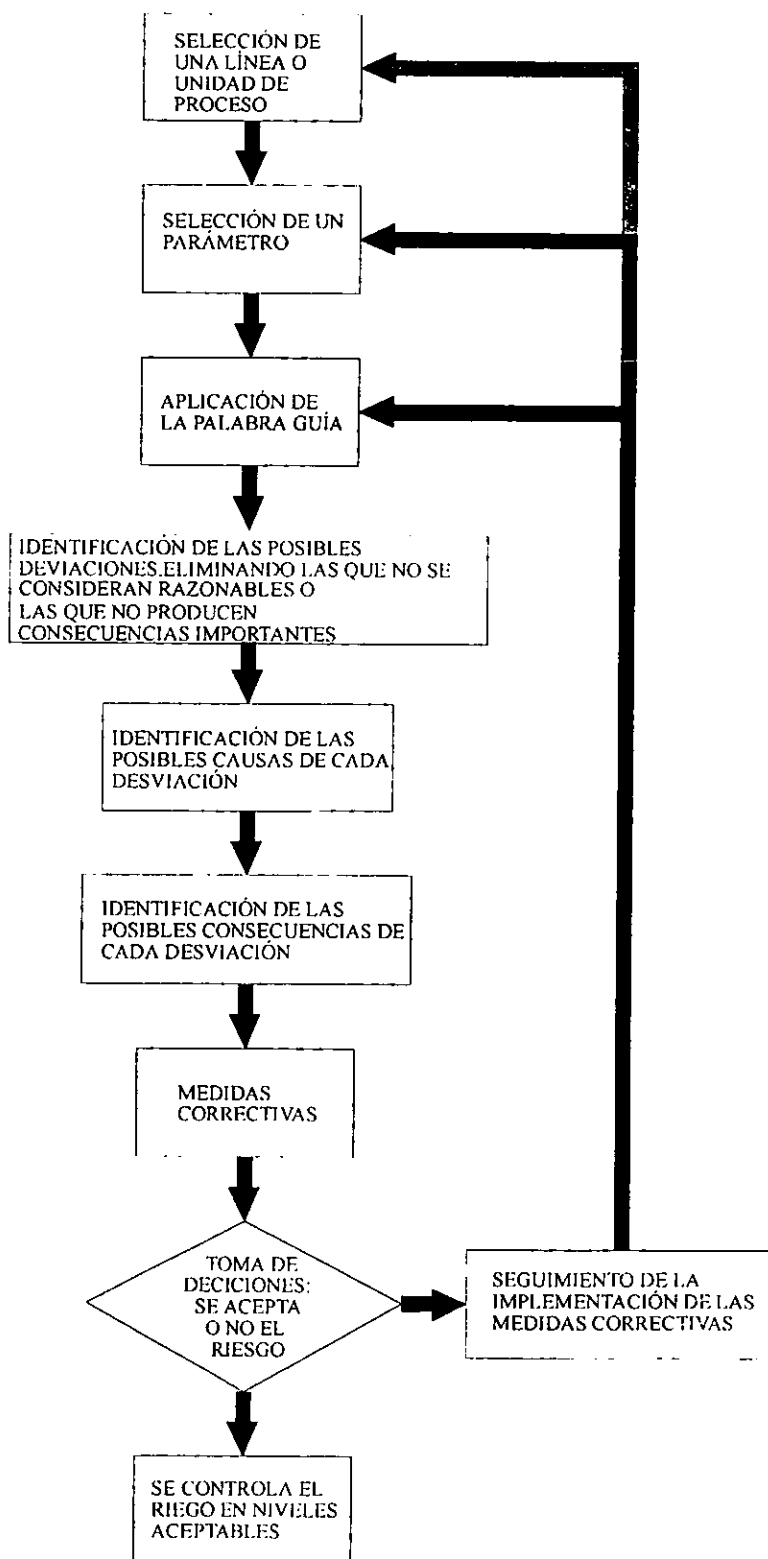 SELECCIÓN DE
UNA LÍNEA O
UNIDAD DE
PROCESO
SELECCIÓN DE UN
PARÁMETRO
APLICACIÓN DE
LA PALABRA GUÍA
IDENTIFICACIÓN DE LAS POSIBLES
DEVIACIONES.ELIMINANDO LAS QUE NO SE
CONSIDERAN RAZONABLES O
LAS QUE NO PRODUCEN
CONSECUENCIAS IMPORTANTES
IDENTIFICACIÓN DE LAS
POSIBLES CAUSAS DE CADA
DESVIACIÓN
IDENTIFICACIÓN DE LAS
POSIBLES CONSECUENCIAS DE
CADA DESVIACIÓN
MEDIDAS
CORRECTIVAS
TOMA DE
DECICIONES:
SE ACEPTA
O NO EL
RIESGO
SEGUIMIENTO DE LA
IMPLEMENTACIÓN DE LAS
MEDIDAS CORRECTIVAS
SE CONTROLA EL
RIEGO EN NIVELES
ACEPTABLES